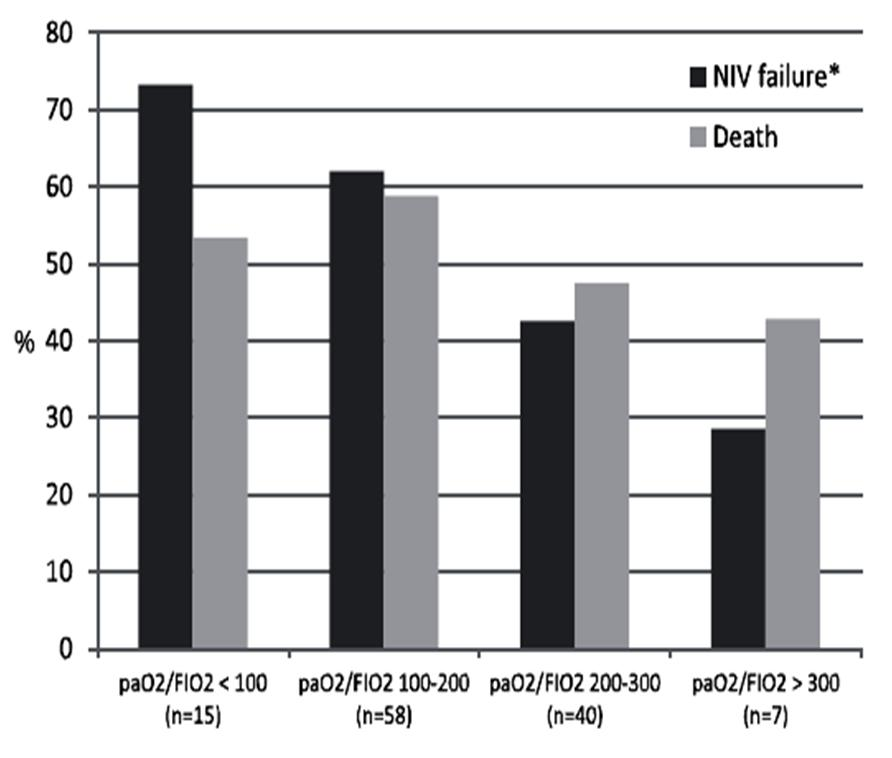 80
NIV failure*
70
Death
60
50
% 40
30
20
10
0
paO2/FIO2 < 100
(n=15)
paO2/FIO2 100-200
(n=58)
paO2/FIO2 200-300
(n=40)
paO2/FIO2 > 300
(n=7)